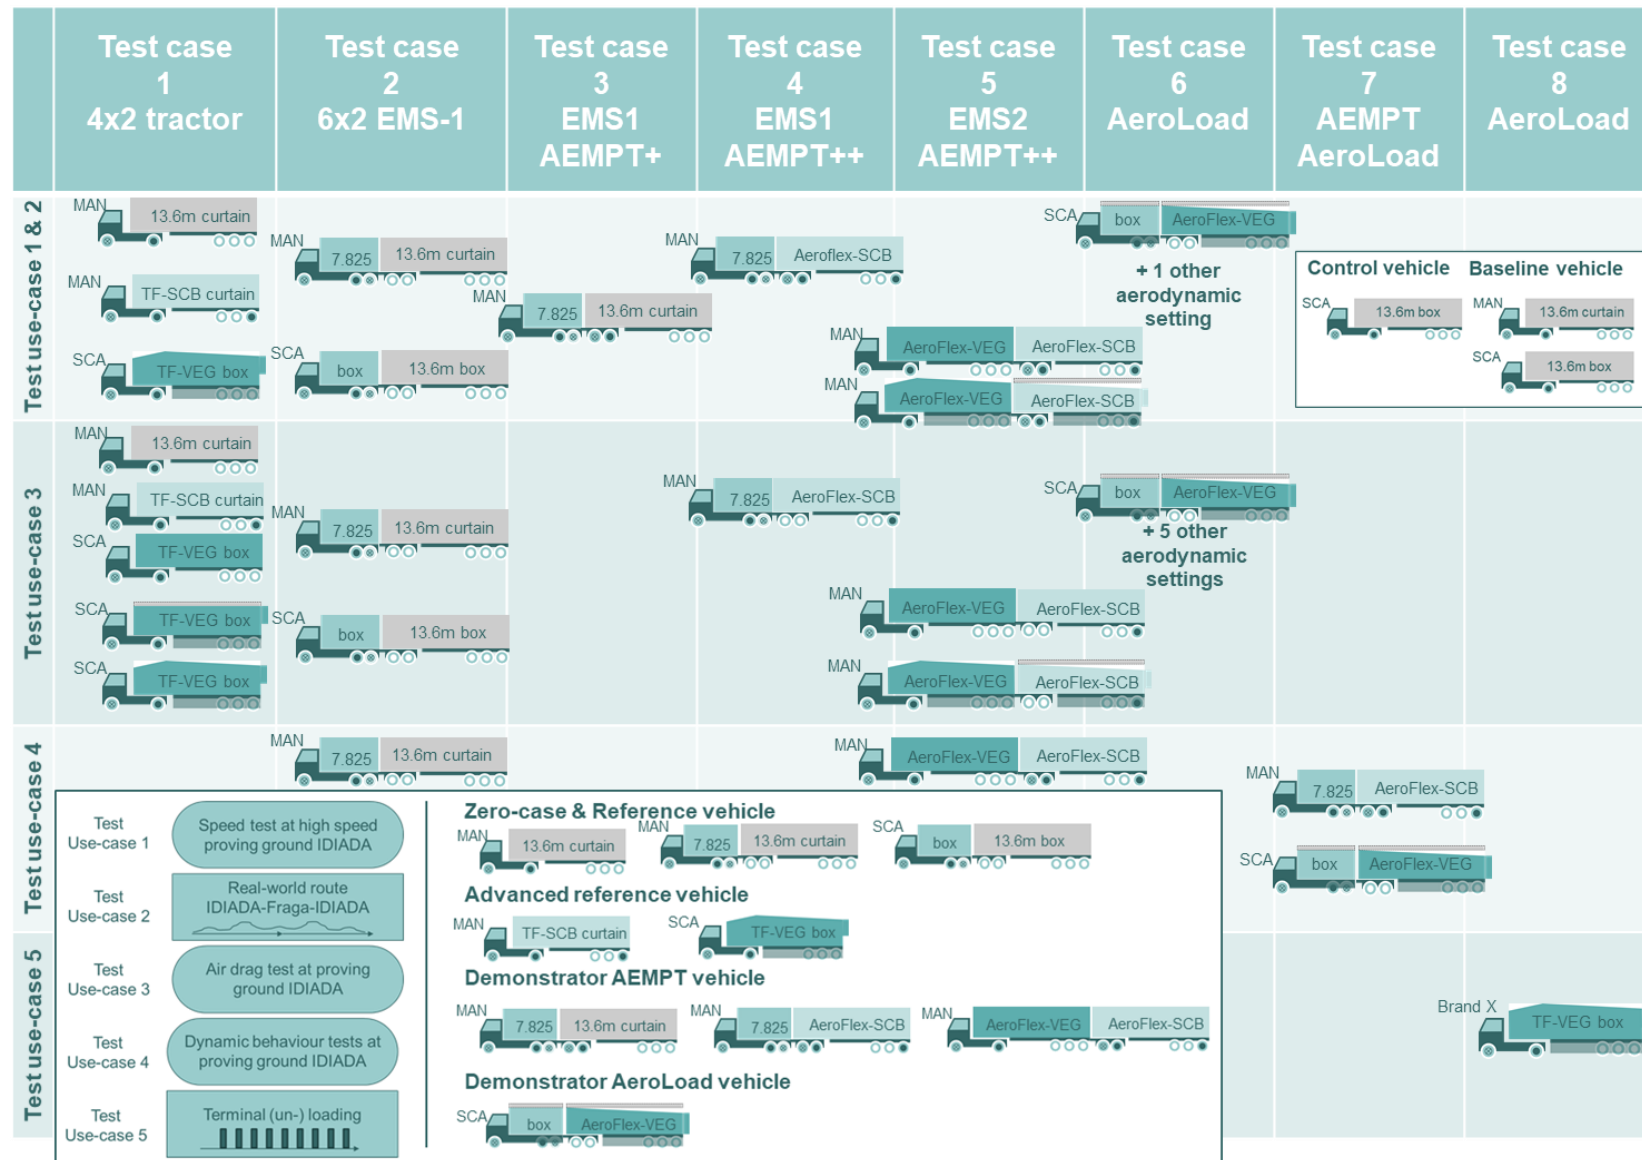 Test case
1
4x2 tractor
Test case
2
6x2 EMS-1
Test case
3
EMS1
AEMPT+
Test case
4
EMS1
AEMPT++
Test case
5
EMS2
AEMPT++
Test case
6
AeroLoad
Test case
7
AEMPT
AeroLoad
Test case
8
AeroLoad
Test use-case 1 & 2
MAN
13.6m curtain
MAN
TF-SCB curtain
SCA
TF-VEG box
MAN
7.825
13.6m curtain
SCA
box
13.6m box
MAN
7.825
13.6m curtain
MAN
7.825
Aeroflex-SCB
MAN
AeroFlex-VEG
AeroFlex-SCB
MAN
AeroFlex-VEG
AeroFlex-SCB
SCA
box
AeroFlex-VEG
+ 1 other
aerodynamic
setting
Control vehicle
SCA
13.6m box
Baseline vehicle
MAN
13.6m curtain
SCA
13.6m box
Test use-case 3
MAN
13.6m curtain
MAN
TF-SCB curtain
SCA
TF-VEG box
SCA
TF-VEG box
SCA
TF-VEG box
MAN
7.825
13.6m curtain
SCA
box
13.6m box
MAN
7.825
AeroFlex-SCB
MAN
AeroFlex-VEG
AeroFlex-SCB
MAN
AeroFlex-VEG
AeroFlex-SCB
SCA
box
AeroFlex-VEG
+ 5 other
aerodynamic
settings
Test use-case 4
MAN
7.825
13.6m curtain
MAN
AeroFlex-VEG
AeroFlex-SCB
MAN
7.825
AeroFlex-SCB
SCA
box
AeroFlex-VEG
Test use-case 5
Brand X
TF-VEG box
Test
Use-case 1
Speed test at high speed
proving ground IDIADA
Test
Use-case 2
Real-world route
IDIADA-Fraga-IDIADA
Test
Use-case 3
Air drag test at proving
ground IDIADA
Test
Use-case 4
Dynamic behaviour tests at
proving ground IDIADA
Test
Use-case 5
Terminal (un-) loading
Zero-case & Reference vehicle
MAN
13.6m curtain
MAN
7.825
13.6m curtain
SCA
box
13.6m box
Advanced reference vehicle
MAN
TF-SCB curtain
SCA
TF-VEG box
Demonstrator AEMPT vehicle
MAN
7.825
13.6m curtain
MAN
7.825
AeroFlex-SCB
MAN
AeroFlex-VEG
AeroFlex-SCB
Demonstrator AeroLoad vehicle
SCA
box
AeroFlex-VEG